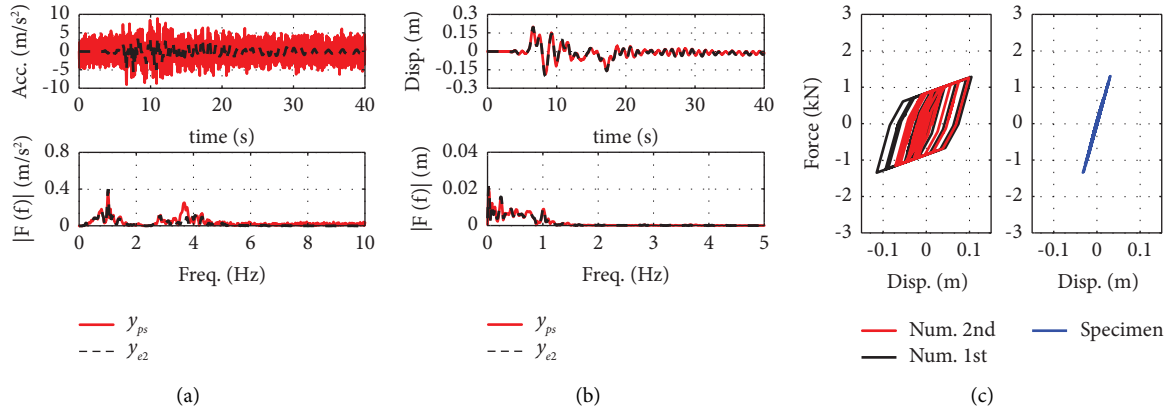 Acc. (m/s²)
10
5
0
-5
-10
0 10 20 30 40
time (s)
|F (f)| (m/s²)
0.8
0.4
0
0 2 4 6 8 10
Freq. (Hz)
y_ps
y_e2
(a)
Disp. (m)
0.3
0.15
0
-0.15
-0.3
0 10 20 30 40
time (s)
|F (f)| (m)
0.04
0.02
0
0 1 2 3 4 5
Freq. (Hz)
y_ps
y_e2
(b)
Force (kN)
3
2
1
0
-1
-2
-3
-0.1 0 0.1
Disp. (m)
Num. 2nd
Num. 1st
3
2
1
0
-1
-2
-3
-0.1 0 0.1
Disp. (m)
Specimen
(c)